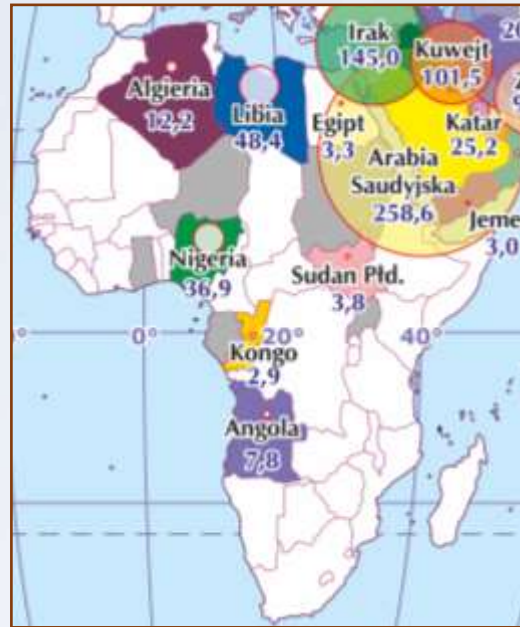 Irak
145,0
Kuwejt
101,5
20
Algieria
12,2
Libia
48,4
Egipt
3,3
Katar
25,2
Arabia
Saudyjska
258,6
Jeme
3,0
Nigeria
36,9
Sudan Płd.
3,8
0°
20°
40°
Kongo
2,9
Angola
7,8